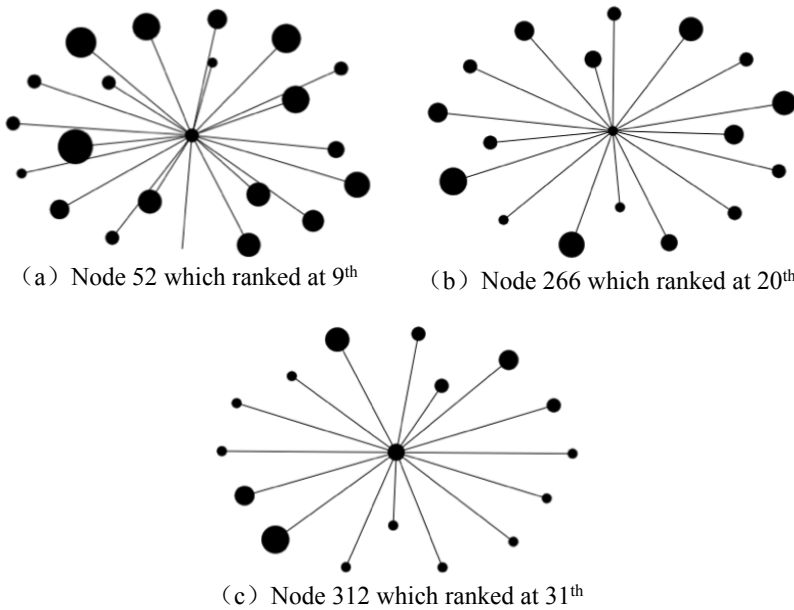 （a）Node 52 which ranked at 9th
（b）Node 266 which ranked at 20th
（c）Node 312 which ranked at 31th